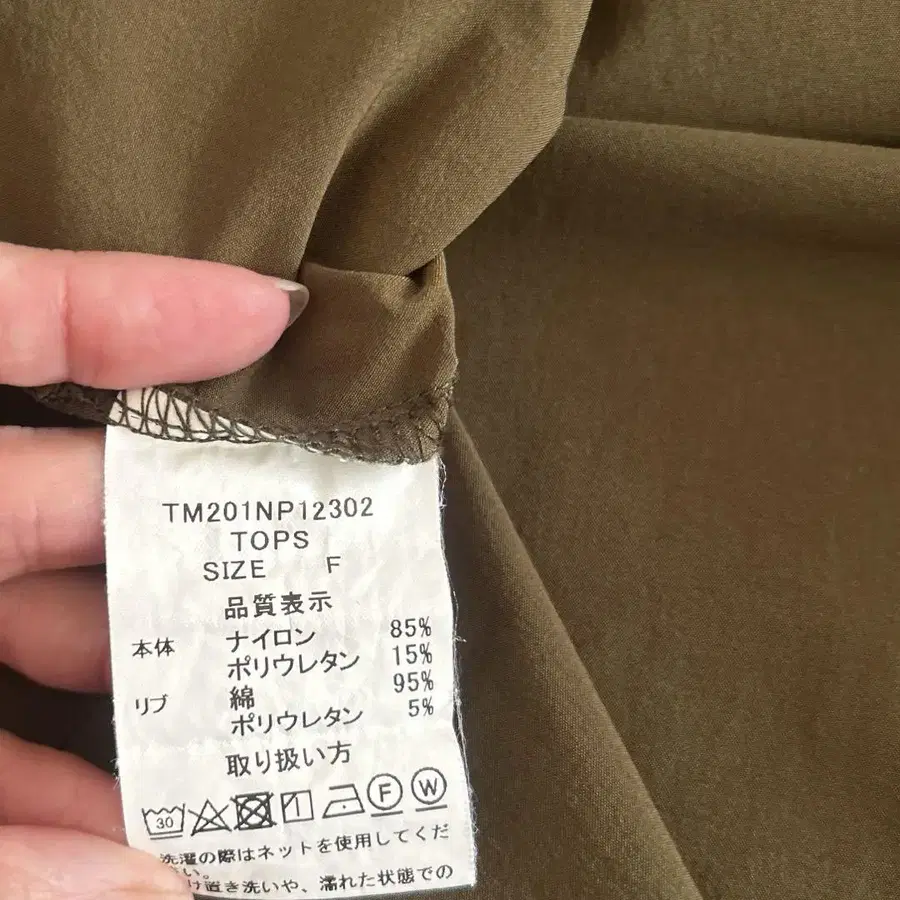 TM201NP12302
TOPS
SIZE F
品質表示
本体 ナイロン 85%
ポリウレタン 15%
リブ 綿 95%
ポリウレタン 5%
取り扱い方
30 F W
洗濯の際はネットを使用してくだ
さい。
け置き洗いや、濡れた状態での